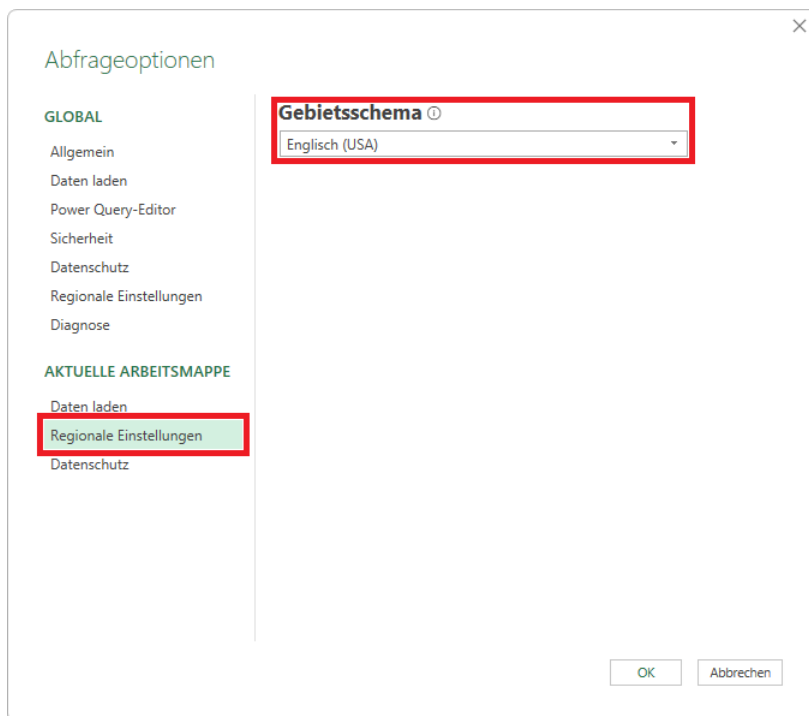 Abfrageoptionen
GLOBAL
Allgemein
Daten laden
Power Query-Editor
Sicherheit
Datenschutz
Regionale Einstellungen
Diagnose
AKTUELLE ARBEITSMAPPE
Daten laden
Regionale Einstellungen
Datenschutz
Gebietsschema
Englisch (USA)
OK
Abbrechen